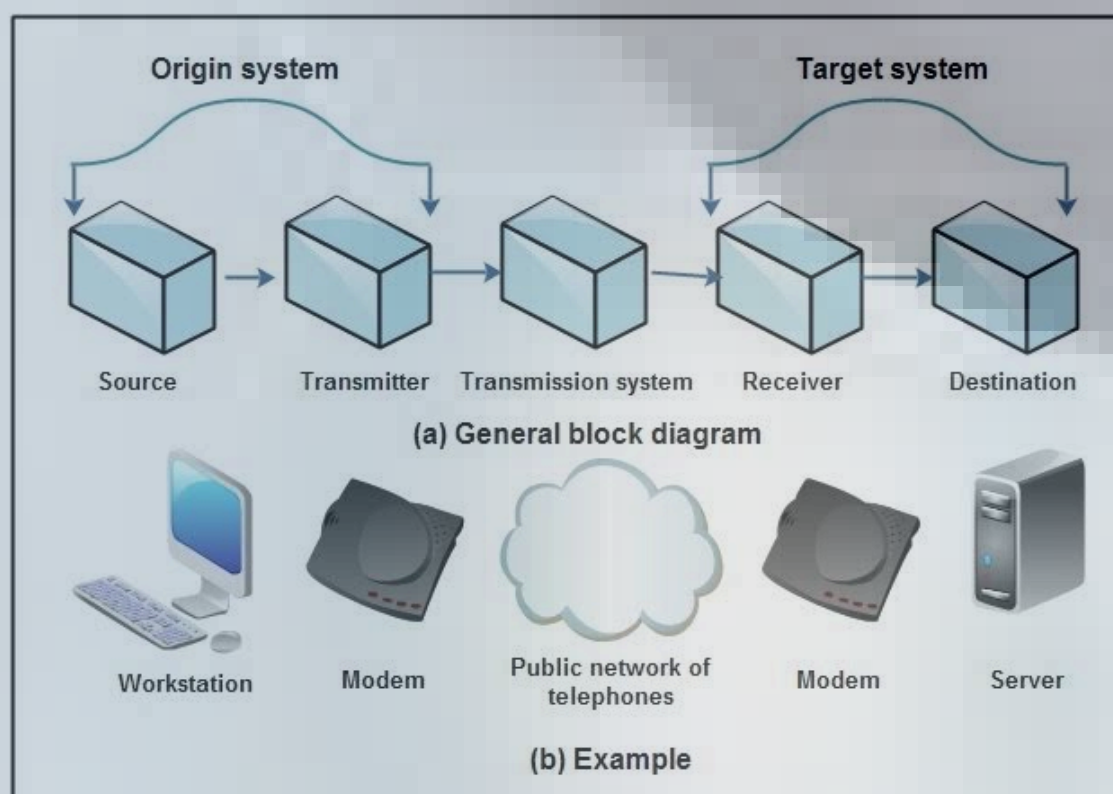 Origin system
Target system
Source
Transmitter
Transmission system
Receiver
Destination
(a) General block diagram
Workstation
Modem
Public network of
telephones
Modem
Server
(b) Example